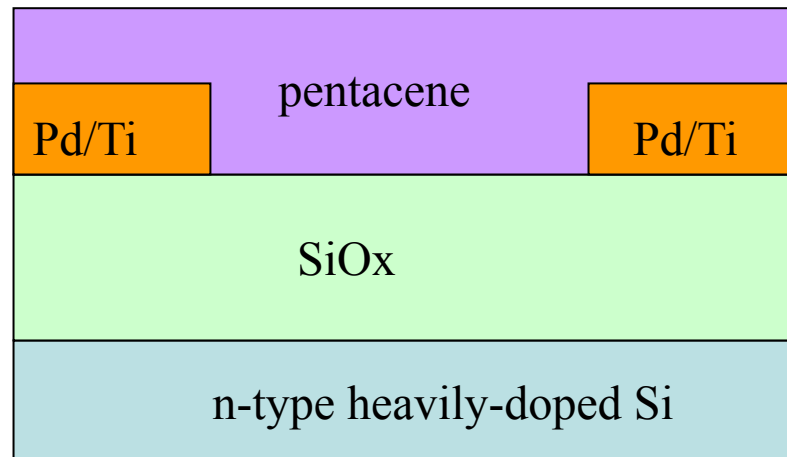 pentacene
Pd/Ti
Pd/Ti
SiOx
n-type heavily-doped Si